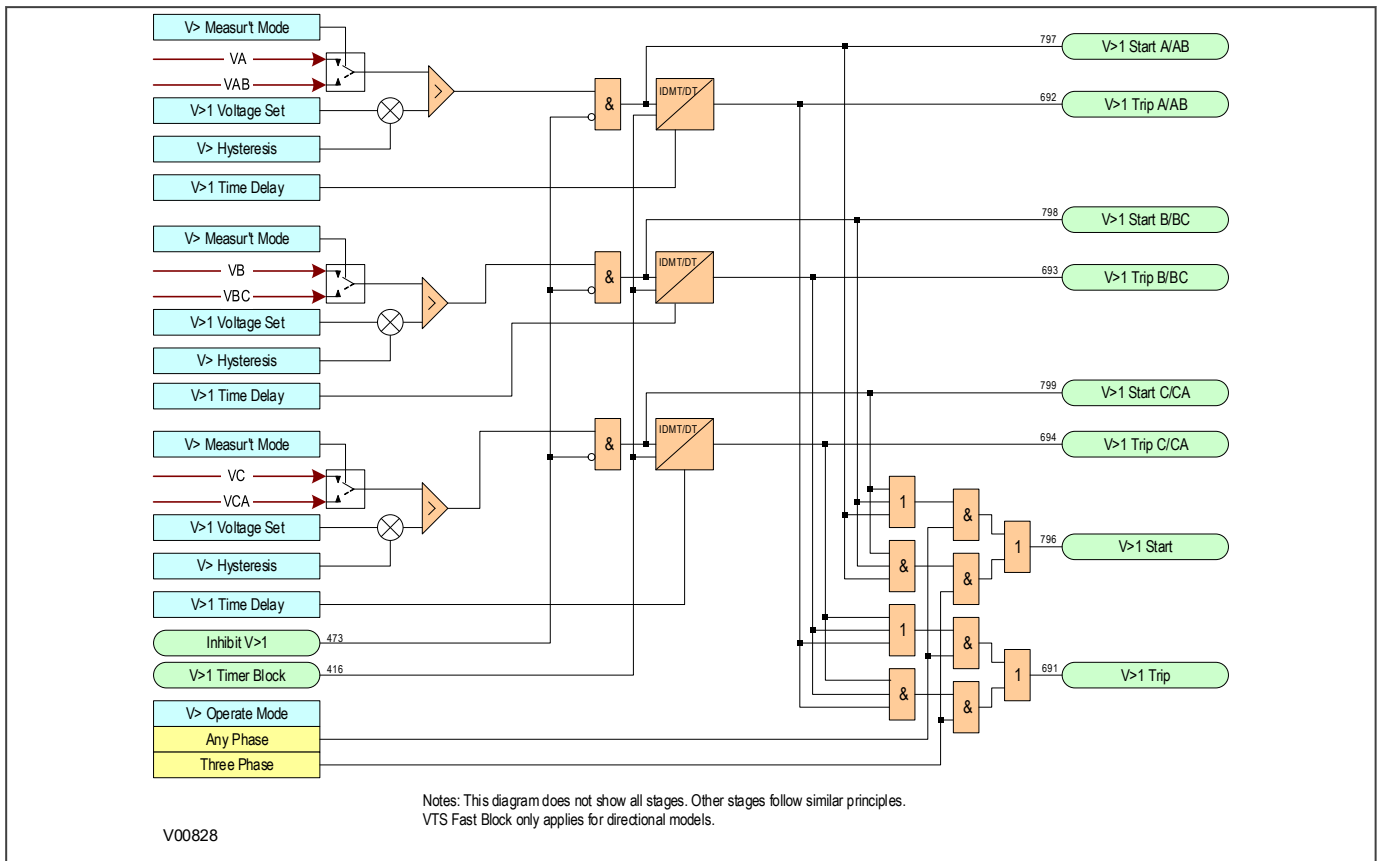 V> Measur't Mode
VA
VAB
V>1 Voltage Set
V> Hysteresis
V>1 Time Delay
>
&
IDMT/DT
797
V>1 Start A/AB
692
V>1 Trip A/AB
V> Measur't Mode
VB
VBC
V>1 Voltage Set
V> Hysteresis
V>1 Time Delay
>
&
IDMT/DT
798
V>1 Start B/BC
693
V>1 Trip B/BC
V> Measur't Mode
VC
VCA
V>1 Voltage Set
V> Hysteresis
V>1 Time Delay
>
&
IDMT/DT
799
V>1 Start C/CA
694
V>1 Trip C/CA
1
&
&
&
1
796
V>1 Start
1
&
&
&
1
691
V>1 Trip
Inhibit V>1
473
V>1 Timer Block
416
V> Operate Mode
Any Phase
Three Phase
Notes: This diagram does not show all stages. Other stages follow similar principles.
VTS Fast Block only applies for directional models.
V00828